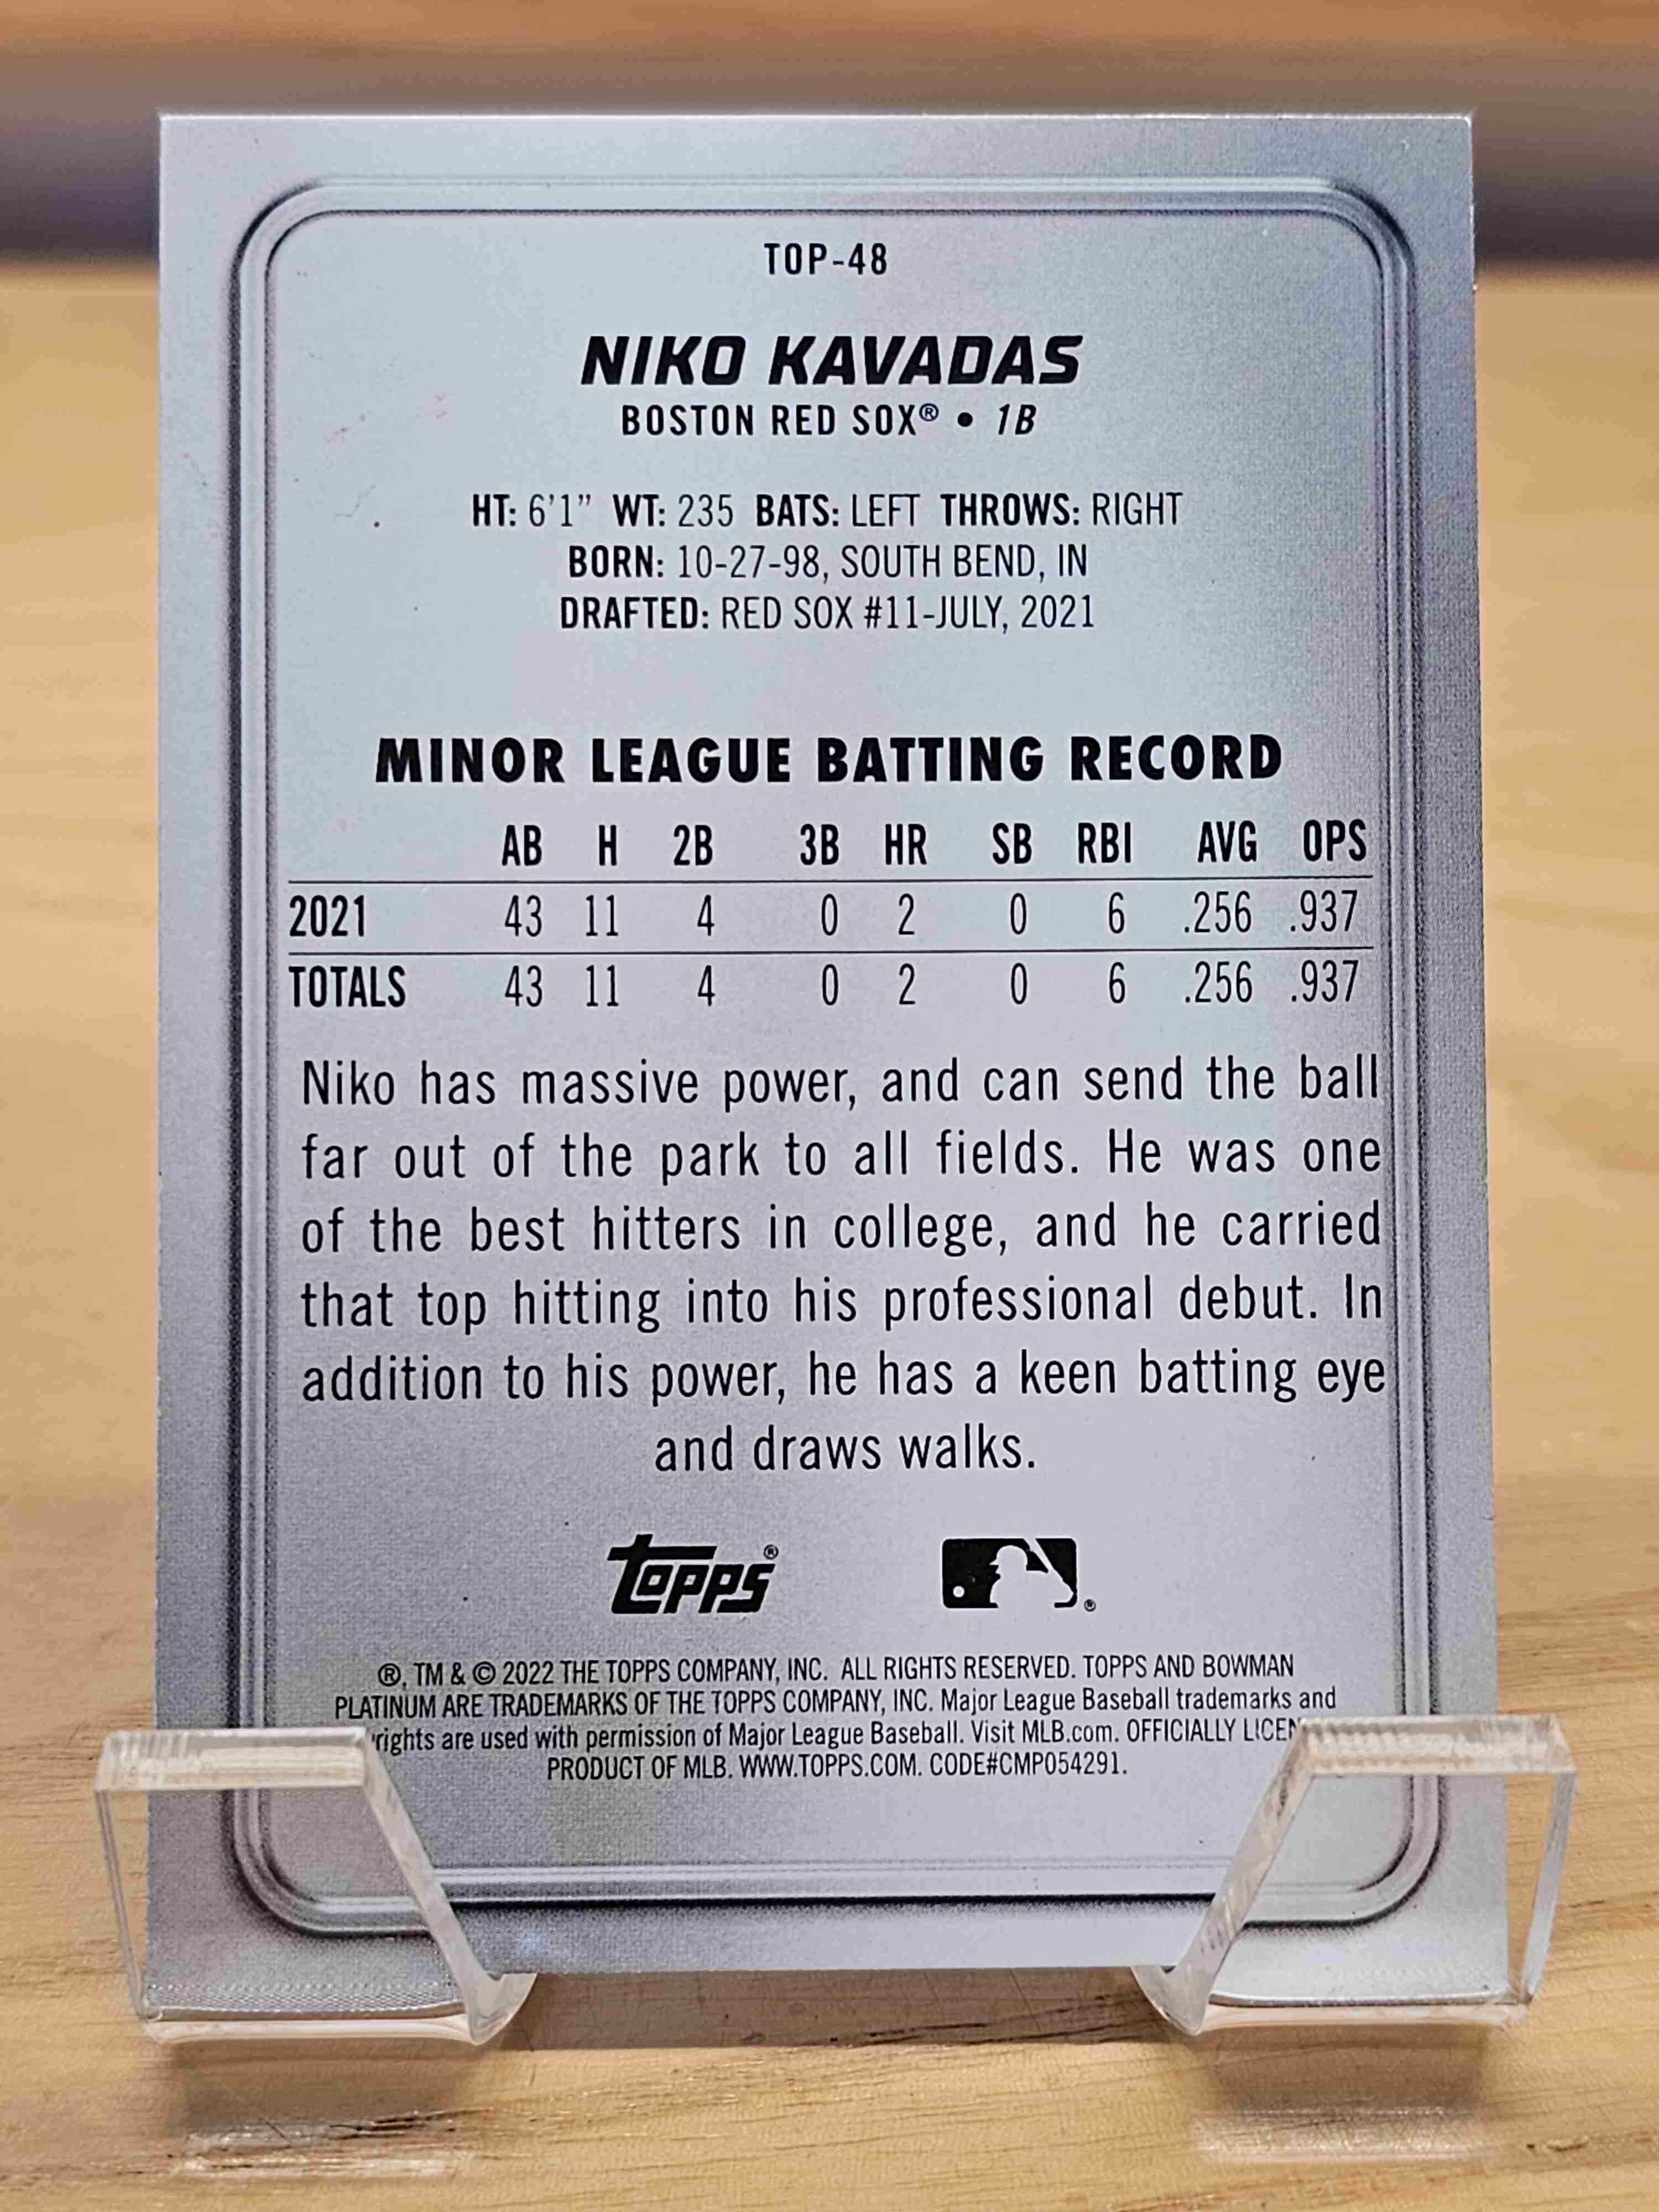 TOP-48
NIKO KAVADAS
BOSTON RED SOX® • 1B
HT: 6'1" WT: 235 BATS: LEFT THROWS: RIGHT
BORN: 10-27-98, SOUTH BEND, IN
DRAFTED: RED SOX #11-JULY, 2021
MINOR LEAGUE BATTING RECORD
AB H 2B 3B HR SB RBI AVG OPS
2021 43 11 4 0 2 0 6 .256 .937
TOTALS 43 11 4 0 2 0 6 .256 .937
Niko has massive power, and can send the ball
far out of the park to all fields. He was one
of the best hitters in college, and he carried
that top hitting into his professional debut. In
addition to his power, he has a keen batting eye
and draws walks.
topps®
®
®, TM & © 2022 THE TOPPS COMPANY, INC. ALL RIGHTS RESERVED. TOPPS AND BOWMAN
PLATINUM ARE TRADEMARKS OF THE TOPPS COMPANY, INC. Major League Baseball trademarks and
rights are used with permission of Major League Baseball. Visit MLB.com. OFFICIALLY LICEN
PRODUCT OF MLB. WWW.TOPPS.COM. CODE#CMP054291.